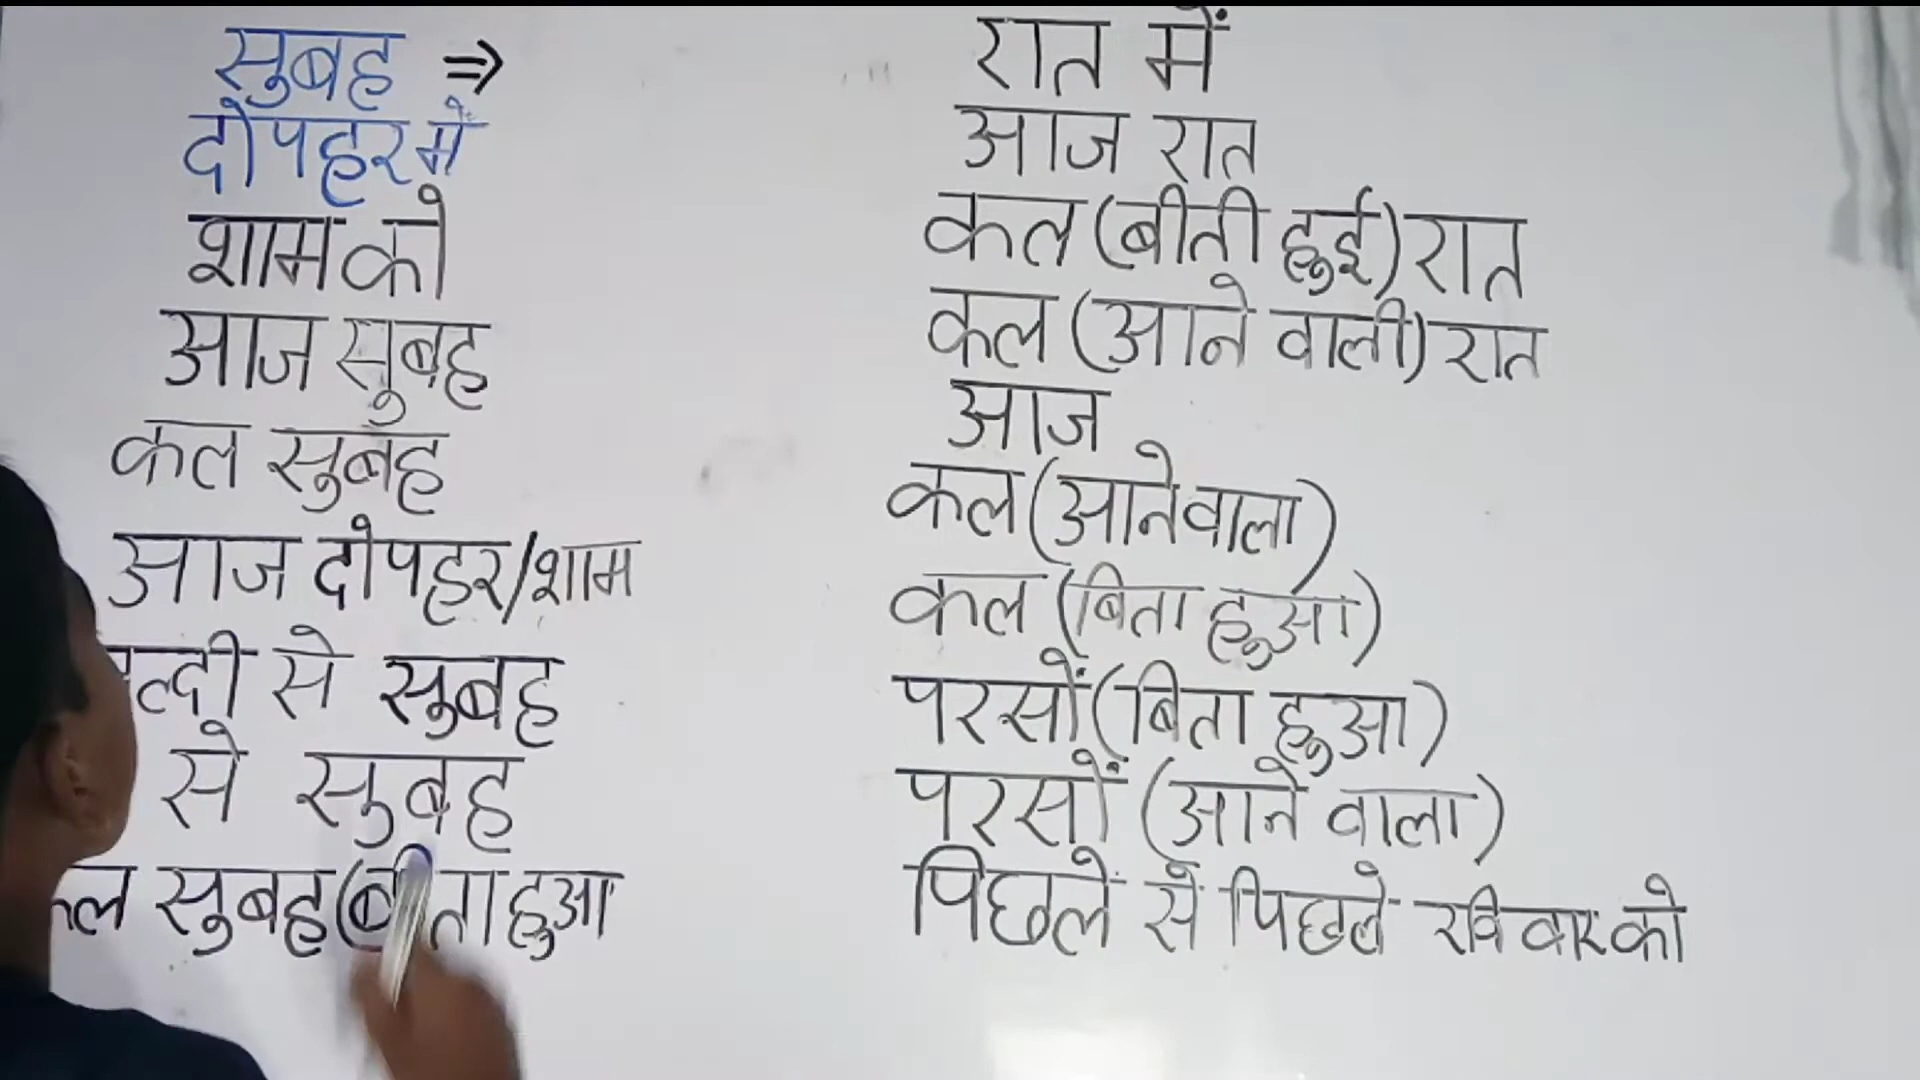 सुबह ⇒
दोपहर में
शाम को
आज सुबह
कल सुबह
आज दोपहर/शाम
से सुबह
से सुबह
सुबह(बीता हुआ
रात में
आज रात
कल (बीती हुई) रात
कल (आने वाली) रात
आज
कल (आनेवाला)
कल (बिता हुआ)
परसों (बिता हुआ)
परसों (आने वाला)
पिछले से पिछले रविवार को